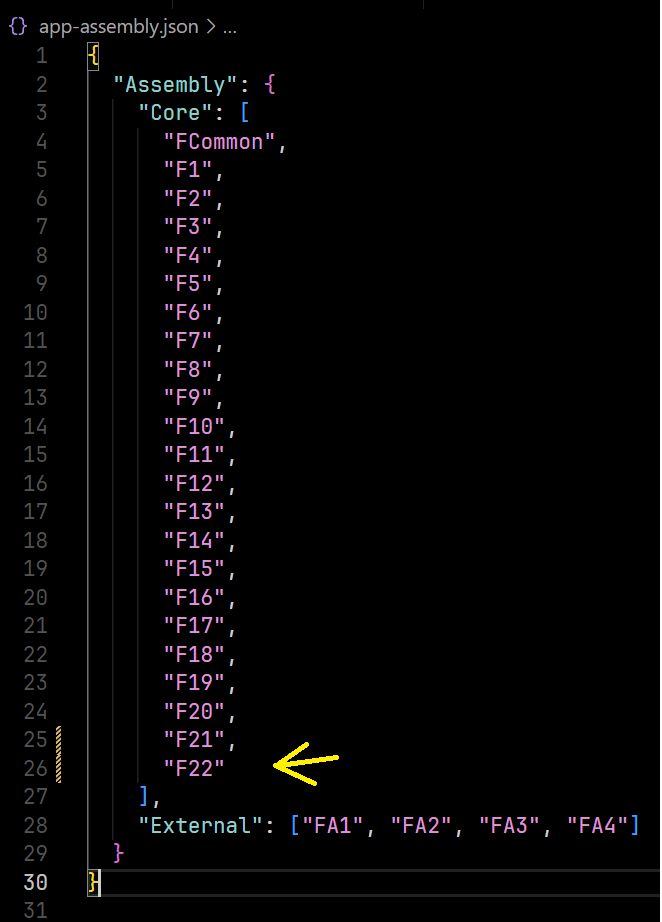 {} app-assembly.json > ...
1 {
2 "Assembly": {
3 "Core": [
4 "FCommon",
5 "F1",
6 "F2",
7 "F3",
8 "F4",
9 "F5",
10 "F6",
11 "F7",
12 "F8",
13 "F9",
14 "F10",
15 "F11",
16 "F12",
17 "F13",
18 "F14",
19 "F15",
20 "F16",
21 "F17",
22 "F18",
23 "F19",
24 "F20",
25 "F21",
26 "F22"
27 ],
28 "External": ["FA1", "FA2", "FA3", "FA4"]
29 }
30 }
31